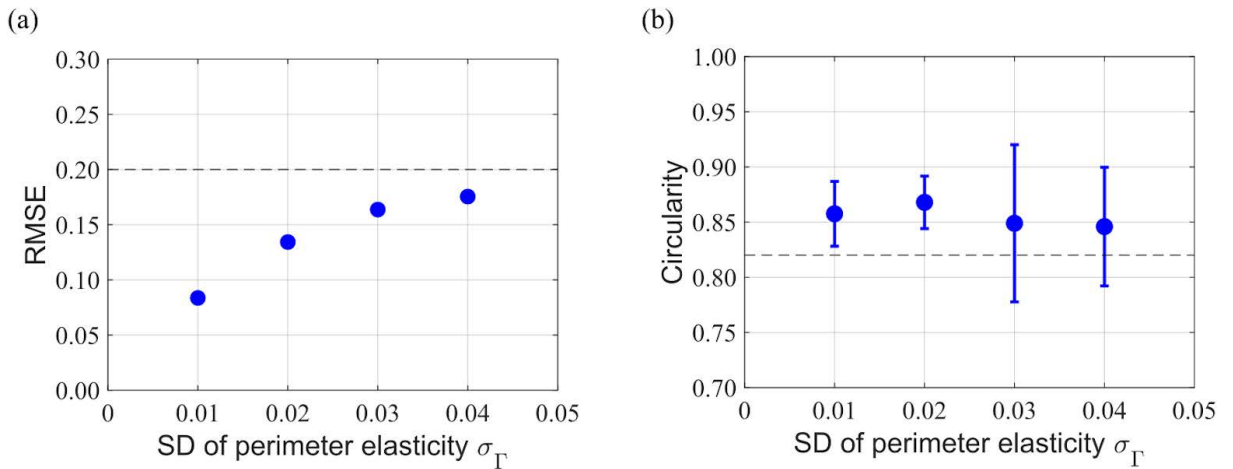 (a)
0.30
0.25
0.20
0.15
0.10
0.05
0.00
RMSE
0 0.01 0.02 0.03 0.04 0.05
SD of perimeter elasticity σ_Γ
(b)
1.00
0.95
0.90
0.85
0.80
0.75
0.70
Circularity
0 0.01 0.02 0.03 0.04 0.05
SD of perimeter elasticity σ_Γ